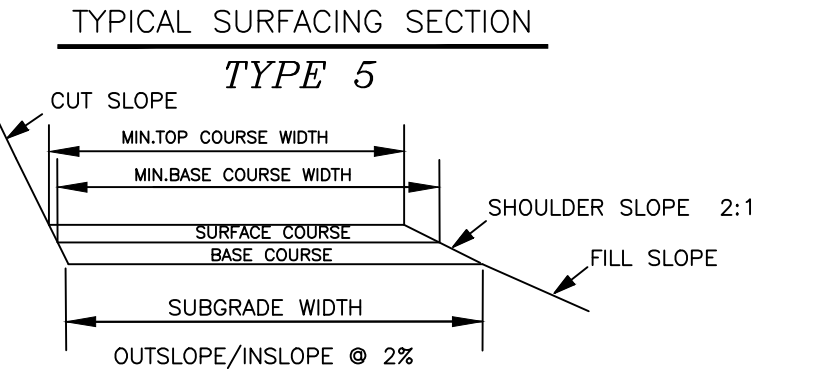 TYPICAL SURFACING SECTION
TYPE 5
CUT SLOPE
MIN.TOP COURSE WIDTH
MIN.BASE COURSE WIDTH
SHOULDER SLOPE 2:1
SURFACE COURSE
BASE COURSE
FILL SLOPE
SUBGRADE WIDTH
OUTSLOPE/INSLOPE @ 2%